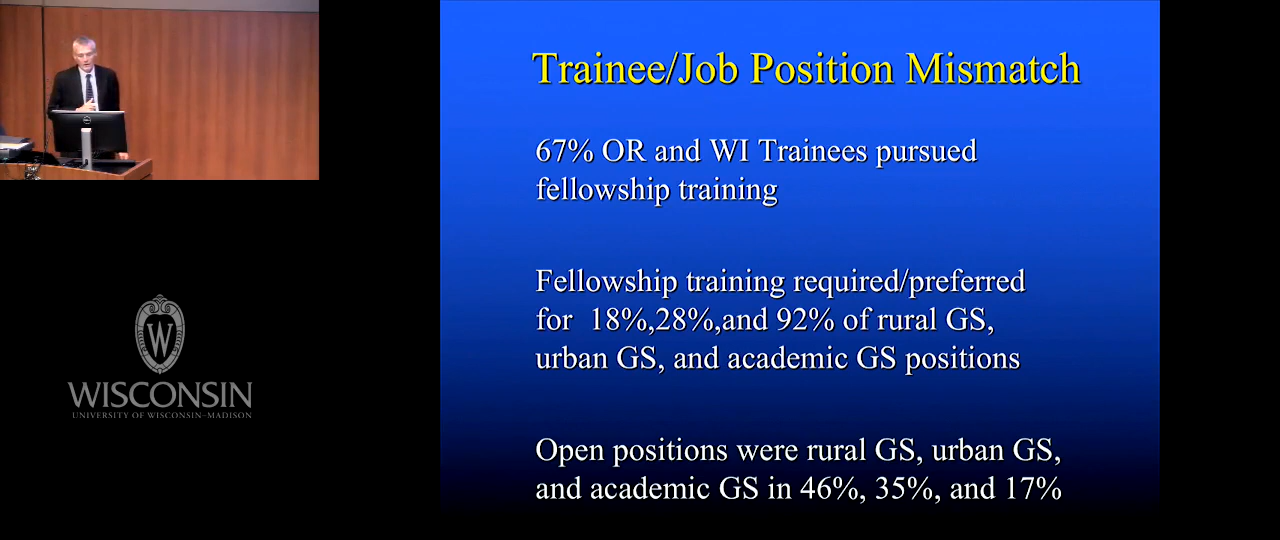 Trainee/Job Position Mismatch
67% OR and WI Trainees pursued
fellowship training
Fellowship training required/preferred
for 18%,28%,and 92% of rural GS,
urban GS, and academic GS positions
Open positions were rural GS, urban GS,
and academic GS in 46%, 35%, and 17%
W
WISCONSIN
UNIVERSITY OF WISCONSIN–MADISON